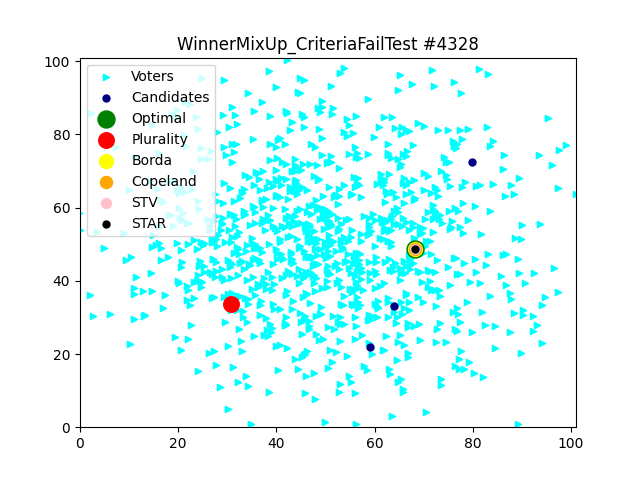 WinnerMixUp_CriteriaFailTest #4328
Voters
Candidates
Optimal
Plurality
Borda
Copeland
STV
STAR
100
80
60
40
20
0
0 20 40 60 80 100